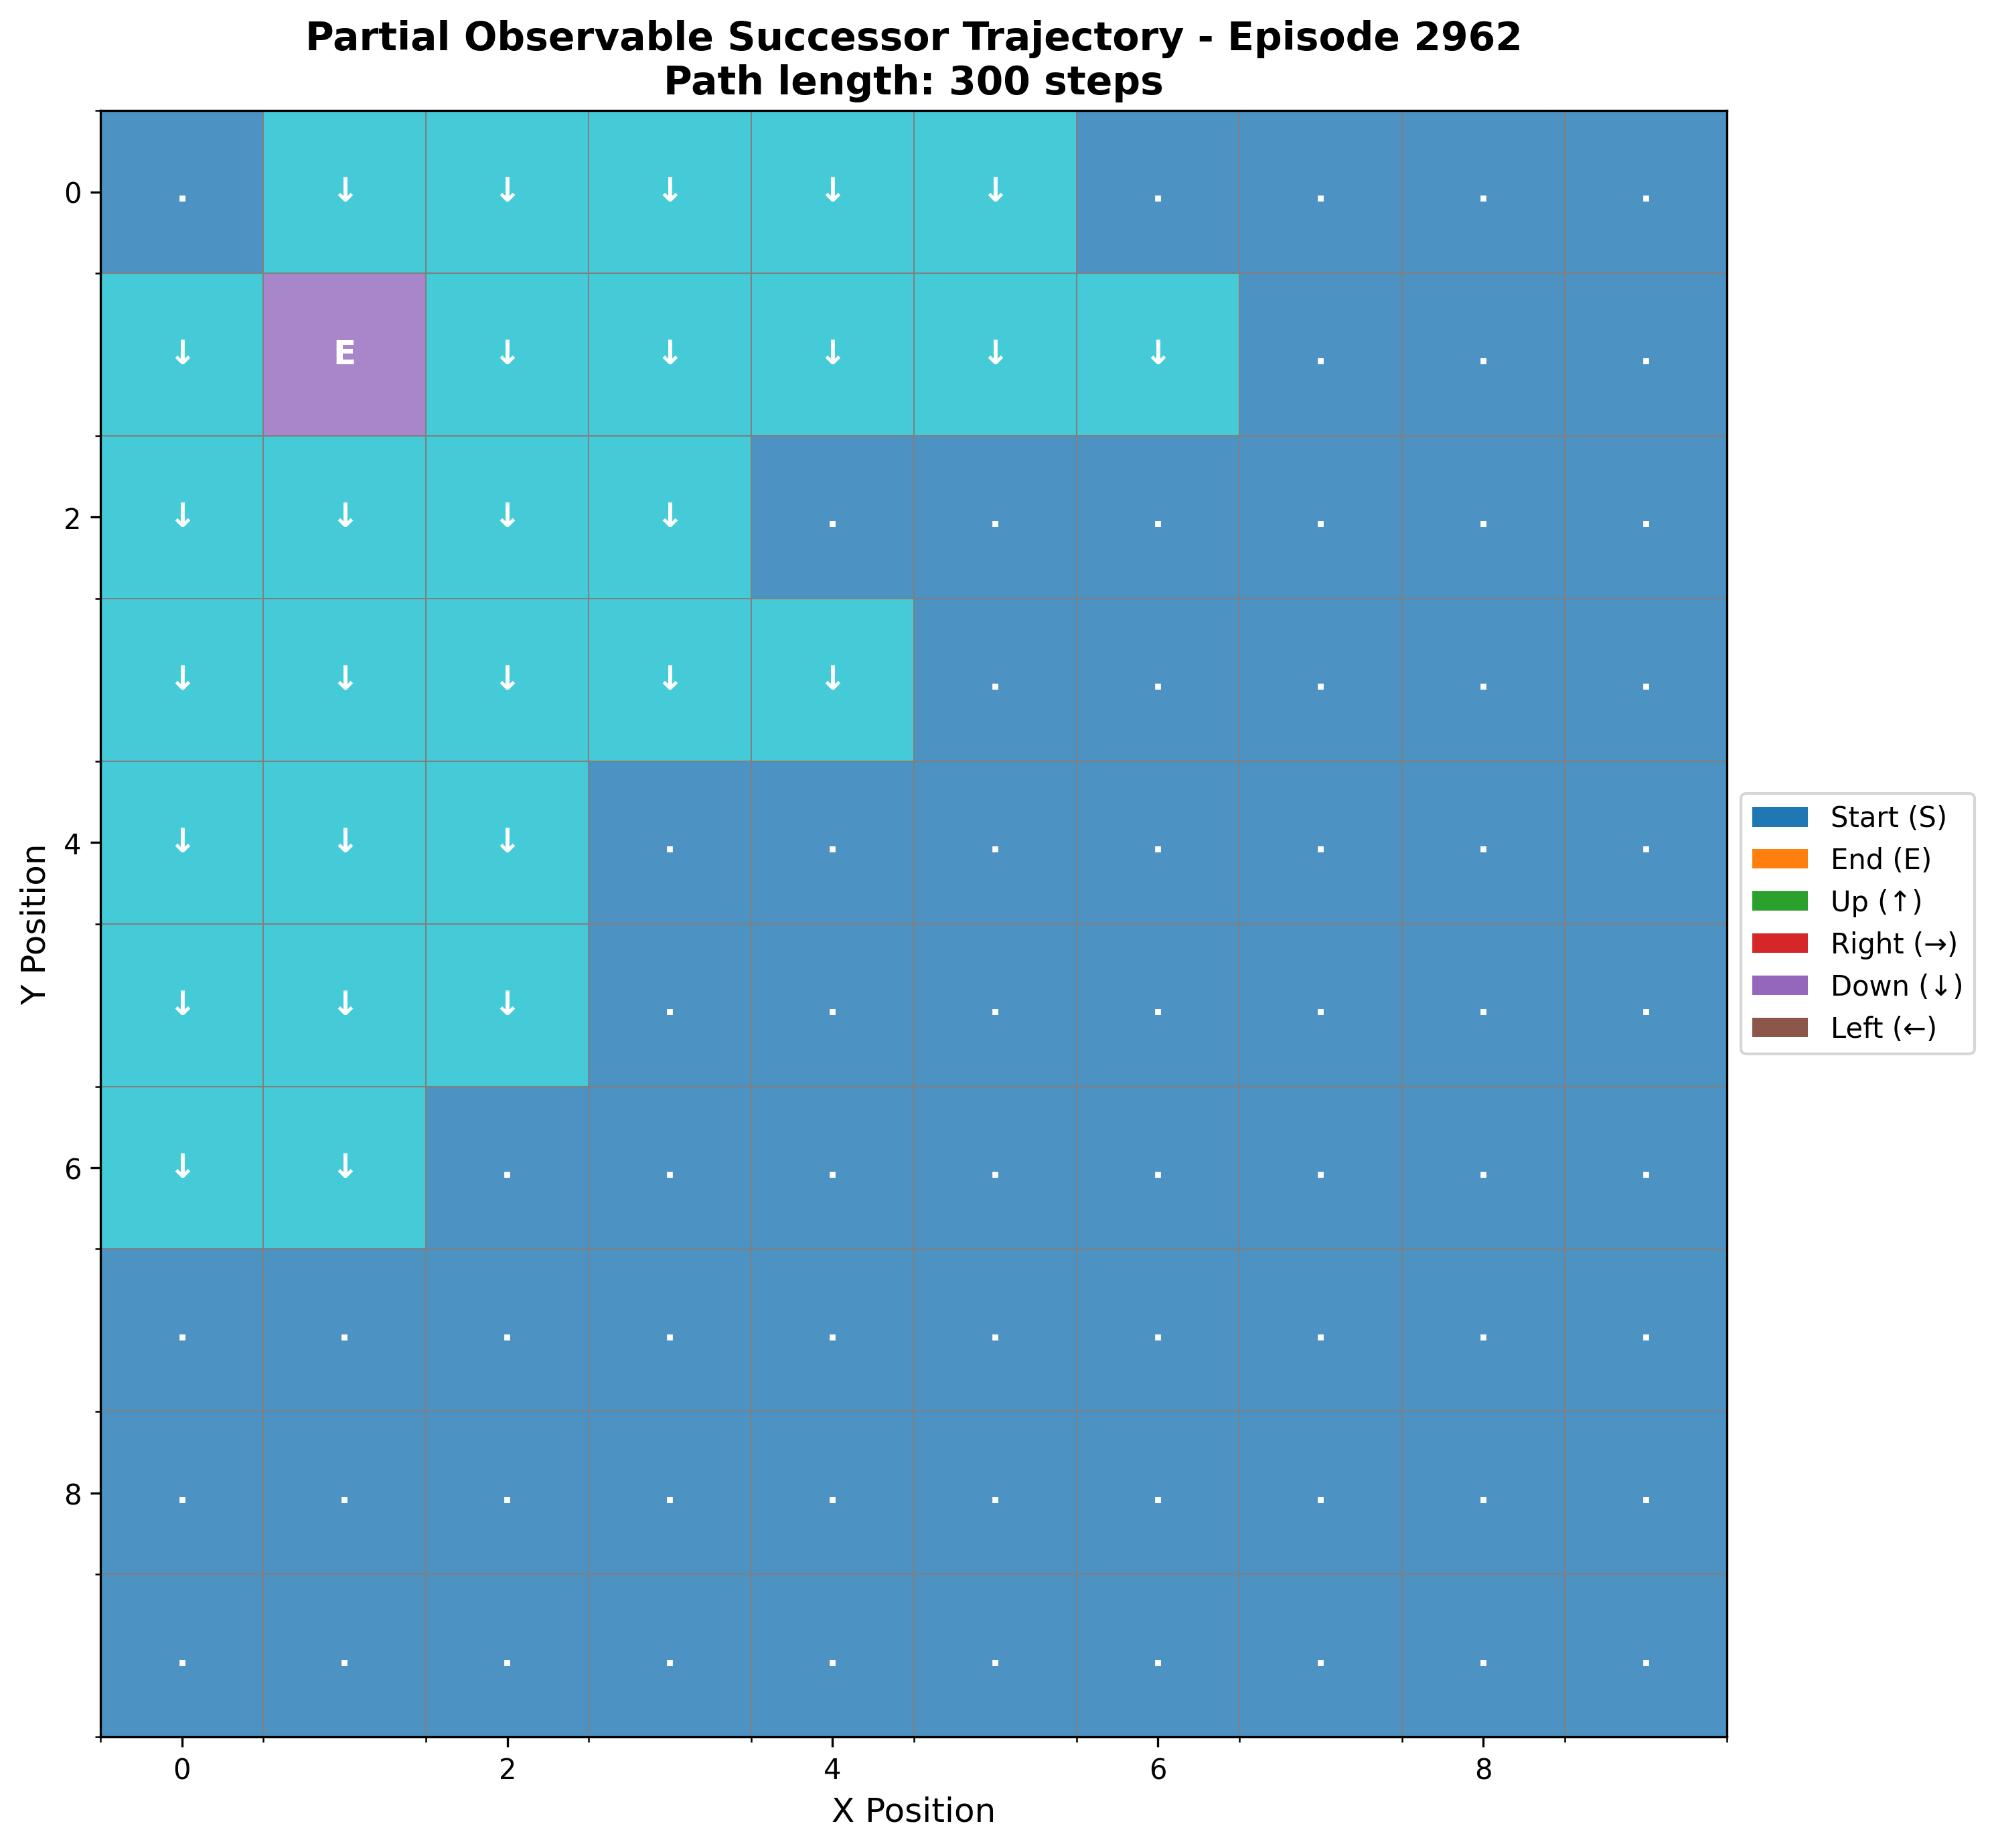 Partial Observable Successor Trajectory - Episode 2962
Path length: 300 steps
0 . ↓ ↓ ↓ ↓ ↓ . . . .
↓ E ↓ ↓ ↓ ↓ ↓ . . .
2 ↓ ↓ ↓ ↓ . . . . . .
↓ ↓ ↓ ↓ ↓ . . . . .
4 ↓ ↓ ↓ . . . . . . .
↓ ↓ ↓ . . . . . . .
6 ↓ ↓ . . . . . . . .
. . . . . . . . . .
8 . . . . . . . . . .
. . . . . . . . . .
0 2 4 6 8
X Position
Y Position
Start (S)
End (E)
Up (↑)
Right (→)
Down (↓)
Left (←)